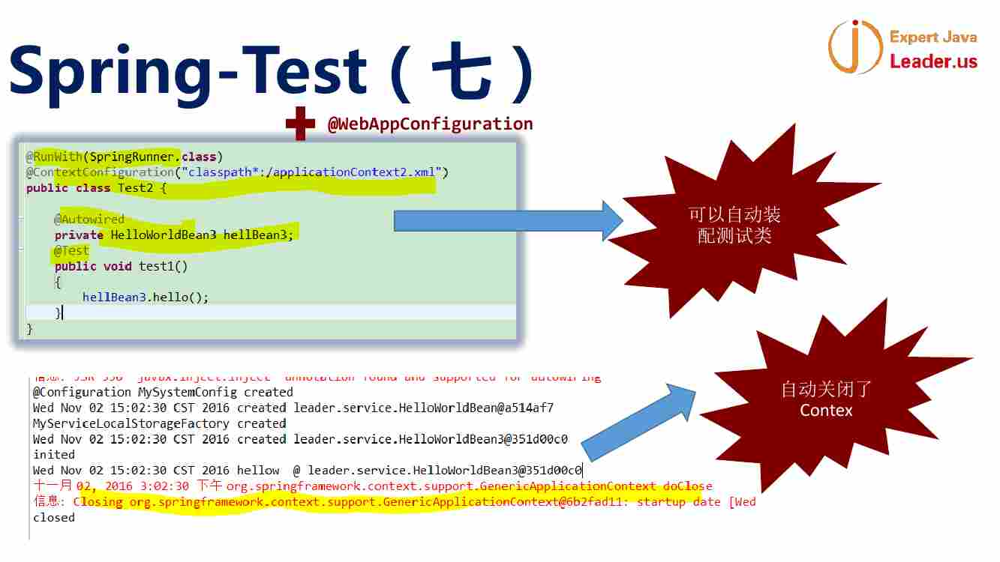 Expert Java
Leader.us
Spring-Test（七）
@WebAppConfiguration
@RunWith(SpringRunner.class)
@ContextConfiguration("classpath*:/applicationContext2.xml")
public class Test2 {
@Autowired
private HelloWorldBean3 hellBean3;
@Test
public void test1()
{
hellBean3.hello();
}
}
可以自动装
配测试类
信息: JSR-330 'javax.inject.Inject' annotation found and supported for autowiring
@Configuration MySystemConfig created
Wed Nov 02 15:02:30 CST 2016 created leader.service.HelloWorldBean@a514af7
MyServiceLocalStorageFactory created
Wed Nov 02 15:02:30 CST 2016 created leader.service.HelloWorldBean3@351d00c0
inited
Wed Nov 02 15:02:30 CST 2016 hellow  @ leader.service.HelloWorldBean3@351d00c0
十一月 02, 2016 3:02:30 下午 org.springframework.context.support.GenericApplicationContext doClose
信息: Closing org.springframework.context.support.GenericApplicationContext@6b2fad11: startup date [Wed
closed
自动关闭了
Contex